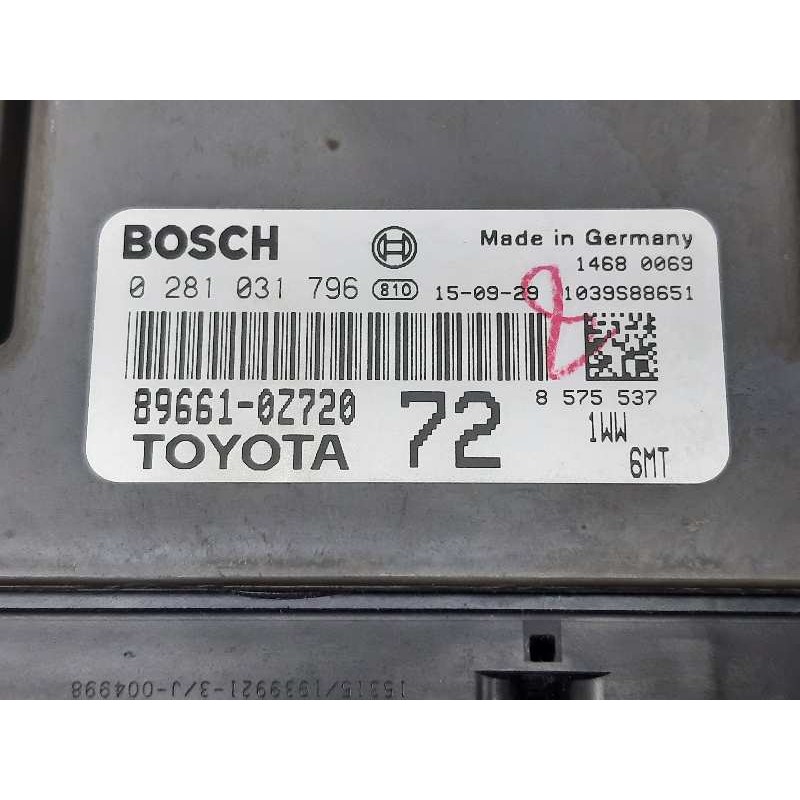 BOSCH Made in Germany
1468 0069
0 281 031 796 810 15-09-29 1039S88651
89661-0Z720 72 8 575 537
TOYOTA 1WW
6MT
15315/1939921-3/J-004998